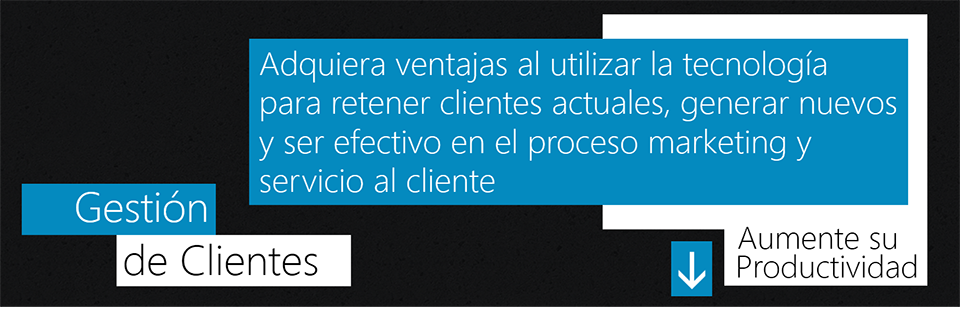 Adquiera ventajas al utilizar la tecnología
para retener clientes actuales, generar nuevos
y ser efectivo en el proceso marketing y
servicio al cliente
Gestión
de Clientes
Aumente su
Productividad